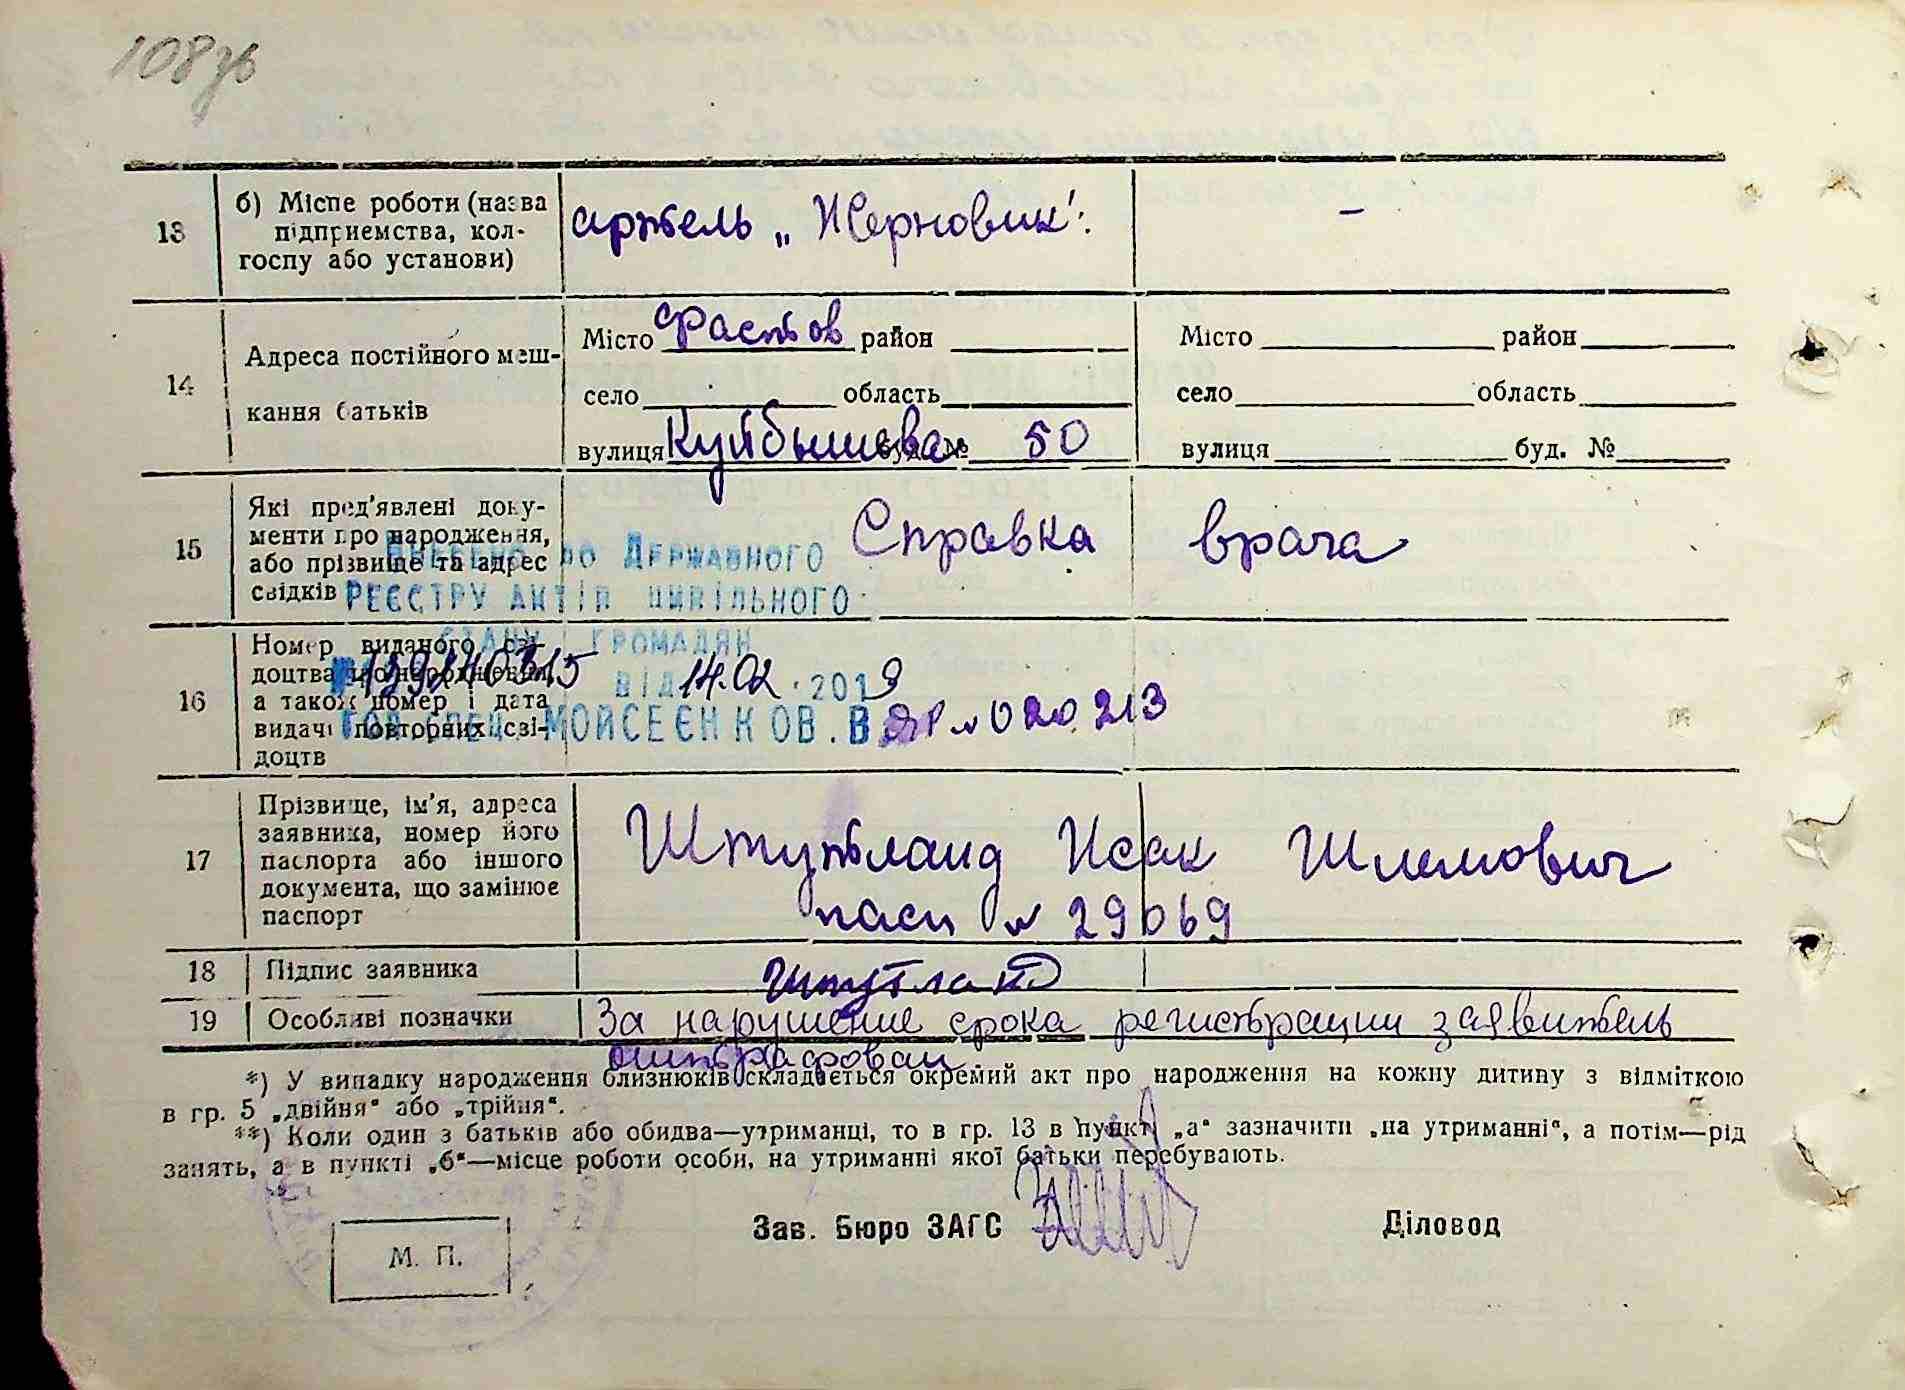 108зв
13
б) Місце роботи (назва
підприємства, кол-
госпу або установи)
артель „Жерновик".
–
14
Адреса постійного меш-
кання батьків
Місто Фастов район
село область
вулиця Куйбышева буд. № 50
Місто район
село область
вулиця буд. №
15
Які пред'явлені доку-
менти про народження,
або прізвище та адрес
свідків
Справка врача
Внесено до Державного
реєстру актів цивільного
стану громадян
від 14.02.2019
Мойсеєнков.В
16
Номер виданого сві-
доцтва про народження,
а також номер і дата
видачі повторних сві-
доцтв
№ 020213
17
Прізвище, ім'я, адреса
заявника, номер його
паспорта або іншого
документа, що замінює
паспорт
Штутланд Исак Шлемович
пасп № 29069
18
Підпис заявника
Штутланд
19
Особливі позначки
За нарушение срока регистрации заявитель
оштрафован.
*) У випадку народження близнюків складається окремий акт про народження на кожну дитину з відміткою
в гр. 5 „двійня" або „трійня".
**) Коли один з батьків або обидва—утриманці, то в гр. 13 в пункті „а" зазначити „на утриманні", а потім—рід
занять, а в пункті „б"—місце роботи особи, на утриманні якої батьки перебувають.
М. П.
Зав. Бюро ЗАГС
Діловод